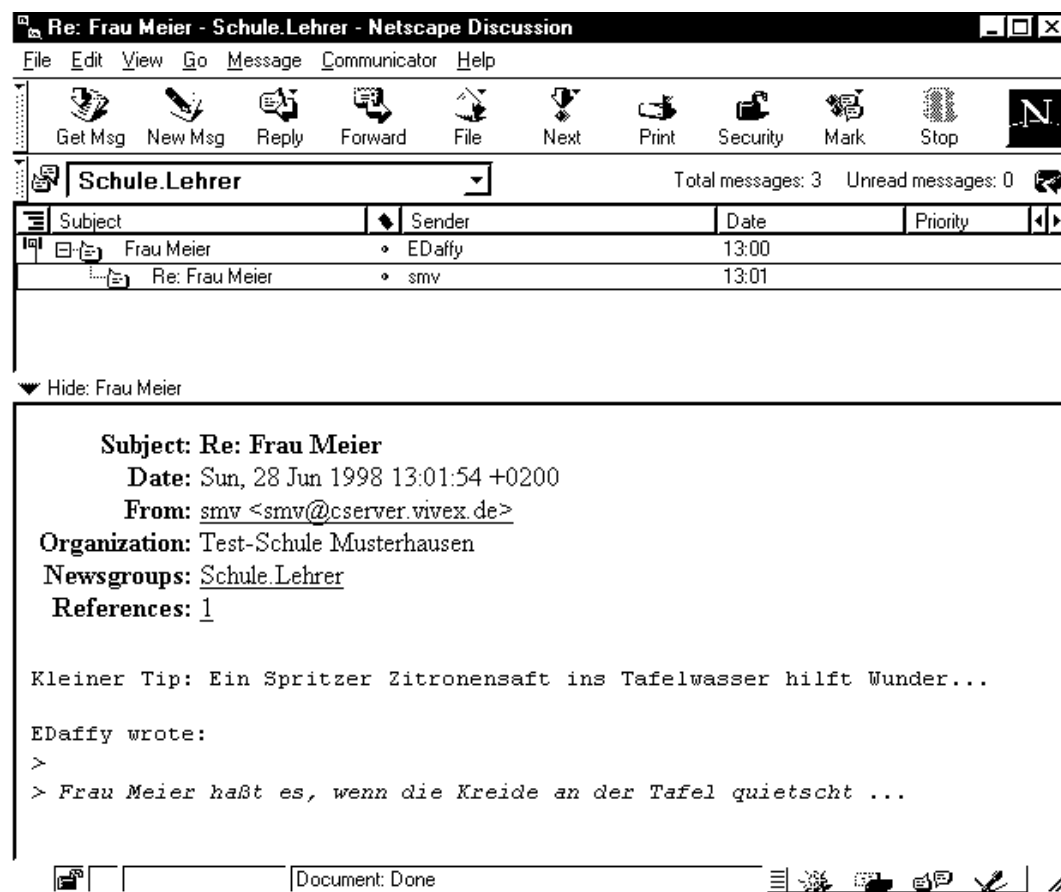 Re: Frau Meier - Schule.Lehrer - Netscape Discussion
File Edit View Go Message Communicator Help
Get Msg New Msg Reply Forward File Next Print Security Mark Stop
N
Schule.Lehrer Total messages: 3 Unread messages: 0
Subject Sender Date Priority
Frau Meier EDaffy 13:00
Re: Frau Meier smv 13:01
Hide: Frau Meier
Subject: Re: Frau Meier
Date: Sun, 28 Jun 1998 13:01:54 +0200
From: smv <smv@cserver.vivex.de>
Organization: Test-Schule Musterhausen
Newsgroups: Schule.Lehrer
References: 1
Kleiner Tip: Ein Spritzer Zitronensaft ins Tafelwasser hilft Wunder...
EDaffy wrote:
>
> Frau Meier haßt es, wenn die Kreide an der Tafel quietscht ...
Document: Done